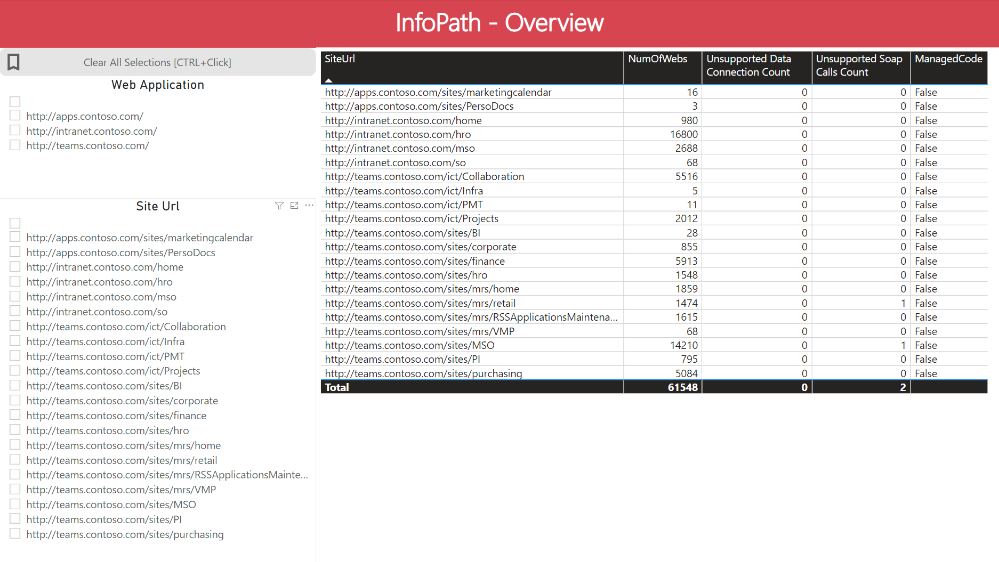 InfoPath - Overview
Clear All Selections [CTRL+Click]
Web Application
http://apps.contoso.com/
http://intranet.contoso.com/
http://teams.contoso.com/
Site Url
http://apps.contoso.com/sites/marketingcalendar
http://apps.contoso.com/sites/PersoDocs
http://intranet.contoso.com/home
http://intranet.contoso.com/hro
http://intranet.contoso.com/mso
http://intranet.contoso.com/so
http://teams.contoso.com/ict/Collaboration
http://teams.contoso.com/ict/Infra
http://teams.contoso.com/ict/PMT
http://teams.contoso.com/ict/Projects
http://teams.contoso.com/sites/BI
http://teams.contoso.com/sites/corporate
http://teams.contoso.com/sites/finance
http://teams.contoso.com/sites/hro
http://teams.contoso.com/sites/mrs/home
http://teams.contoso.com/sites/mrs/retail
http://teams.contoso.com/sites/mrs/RSSApplicationsMainte...
http://teams.contoso.com/sites/mrs/VMP
http://teams.contoso.com/sites/MSO
http://teams.contoso.com/sites/PI
http://teams.contoso.com/sites/purchasing
SiteUrl NumOfWebs Unsupported Data Unsupported Soap ManagedCode
Connection Count Calls Count
http://apps.contoso.com/sites/marketingcalendar 16 0 0 False
http://apps.contoso.com/sites/PersoDocs 3 0 0 False
http://intranet.contoso.com/home 980 0 0 False
http://intranet.contoso.com/hro 16800 0 0 False
http://intranet.contoso.com/mso 2688 0 0 False
http://intranet.contoso.com/so 68 0 0 False
http://teams.contoso.com/ict/Collaboration 5516 0 0 False
http://teams.contoso.com/ict/Infra 5 0 0 False
http://teams.contoso.com/ict/PMT 11 0 0 False
http://teams.contoso.com/ict/Projects 2012 0 0 False
http://teams.contoso.com/sites/BI 28 0 0 False
http://teams.contoso.com/sites/corporate 855 0 0 False
http://teams.contoso.com/sites/finance 5913 0 0 False
http://teams.contoso.com/sites/hro 1548 0 0 False
http://teams.contoso.com/sites/mrs/home 1859 0 0 False
http://teams.contoso.com/sites/mrs/retail 1474 0 1 False
http://teams.contoso.com/sites/mrs/RSSApplicationsMaintena... 1615 0 0 False
http://teams.contoso.com/sites/mrs/VMP 68 0 0 False
http://teams.contoso.com/sites/MSO 14210 0 1 False
http://teams.contoso.com/sites/PI 795 0 0 False
http://teams.contoso.com/sites/purchasing 5084 0 0 False
Total 61548 0 2